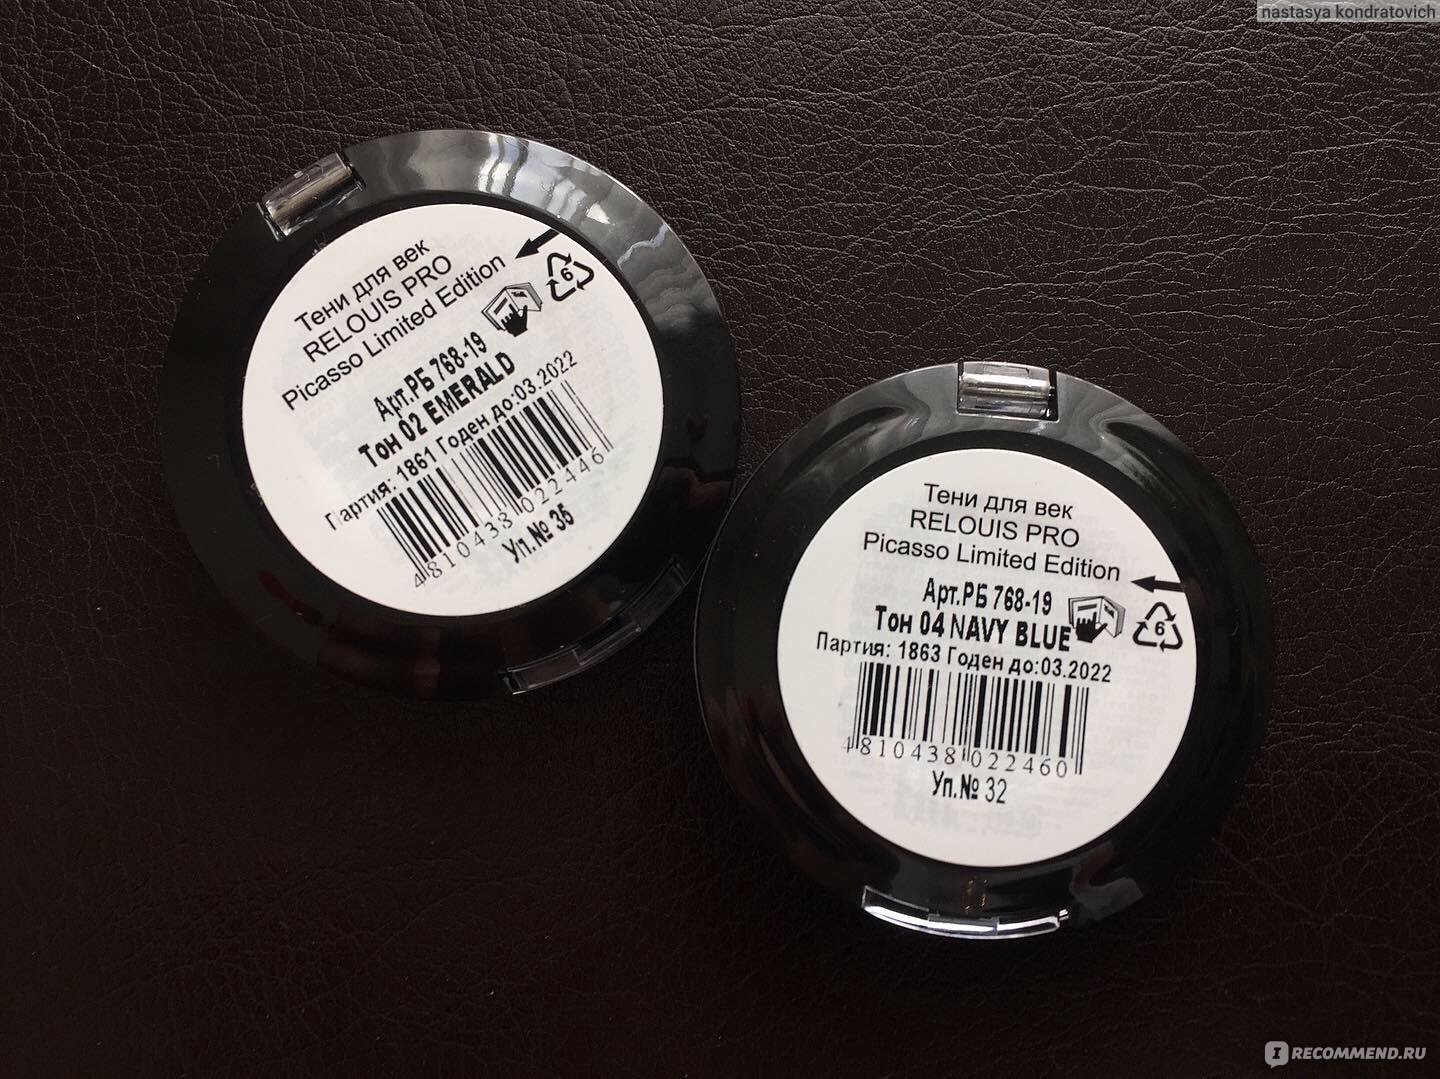 nastasya kondratovich
Тени для век
RELOUIS PRO
Picasso Limited Edition
6
Арт.РБ 768-19
Тон 02 EMERALD
Партия: 1861 Годен до:03.2022
4810438022446
Уп.№ 35
Тени для век
RELOUIS PRO
Picasso Limited Edition
Арт.РБ 768-19
6
Тон 04 NAVY BLUE
Партия: 1863 Годен до:03.2022
4810438022460
Уп.№ 32
IRECOMMEND.RU